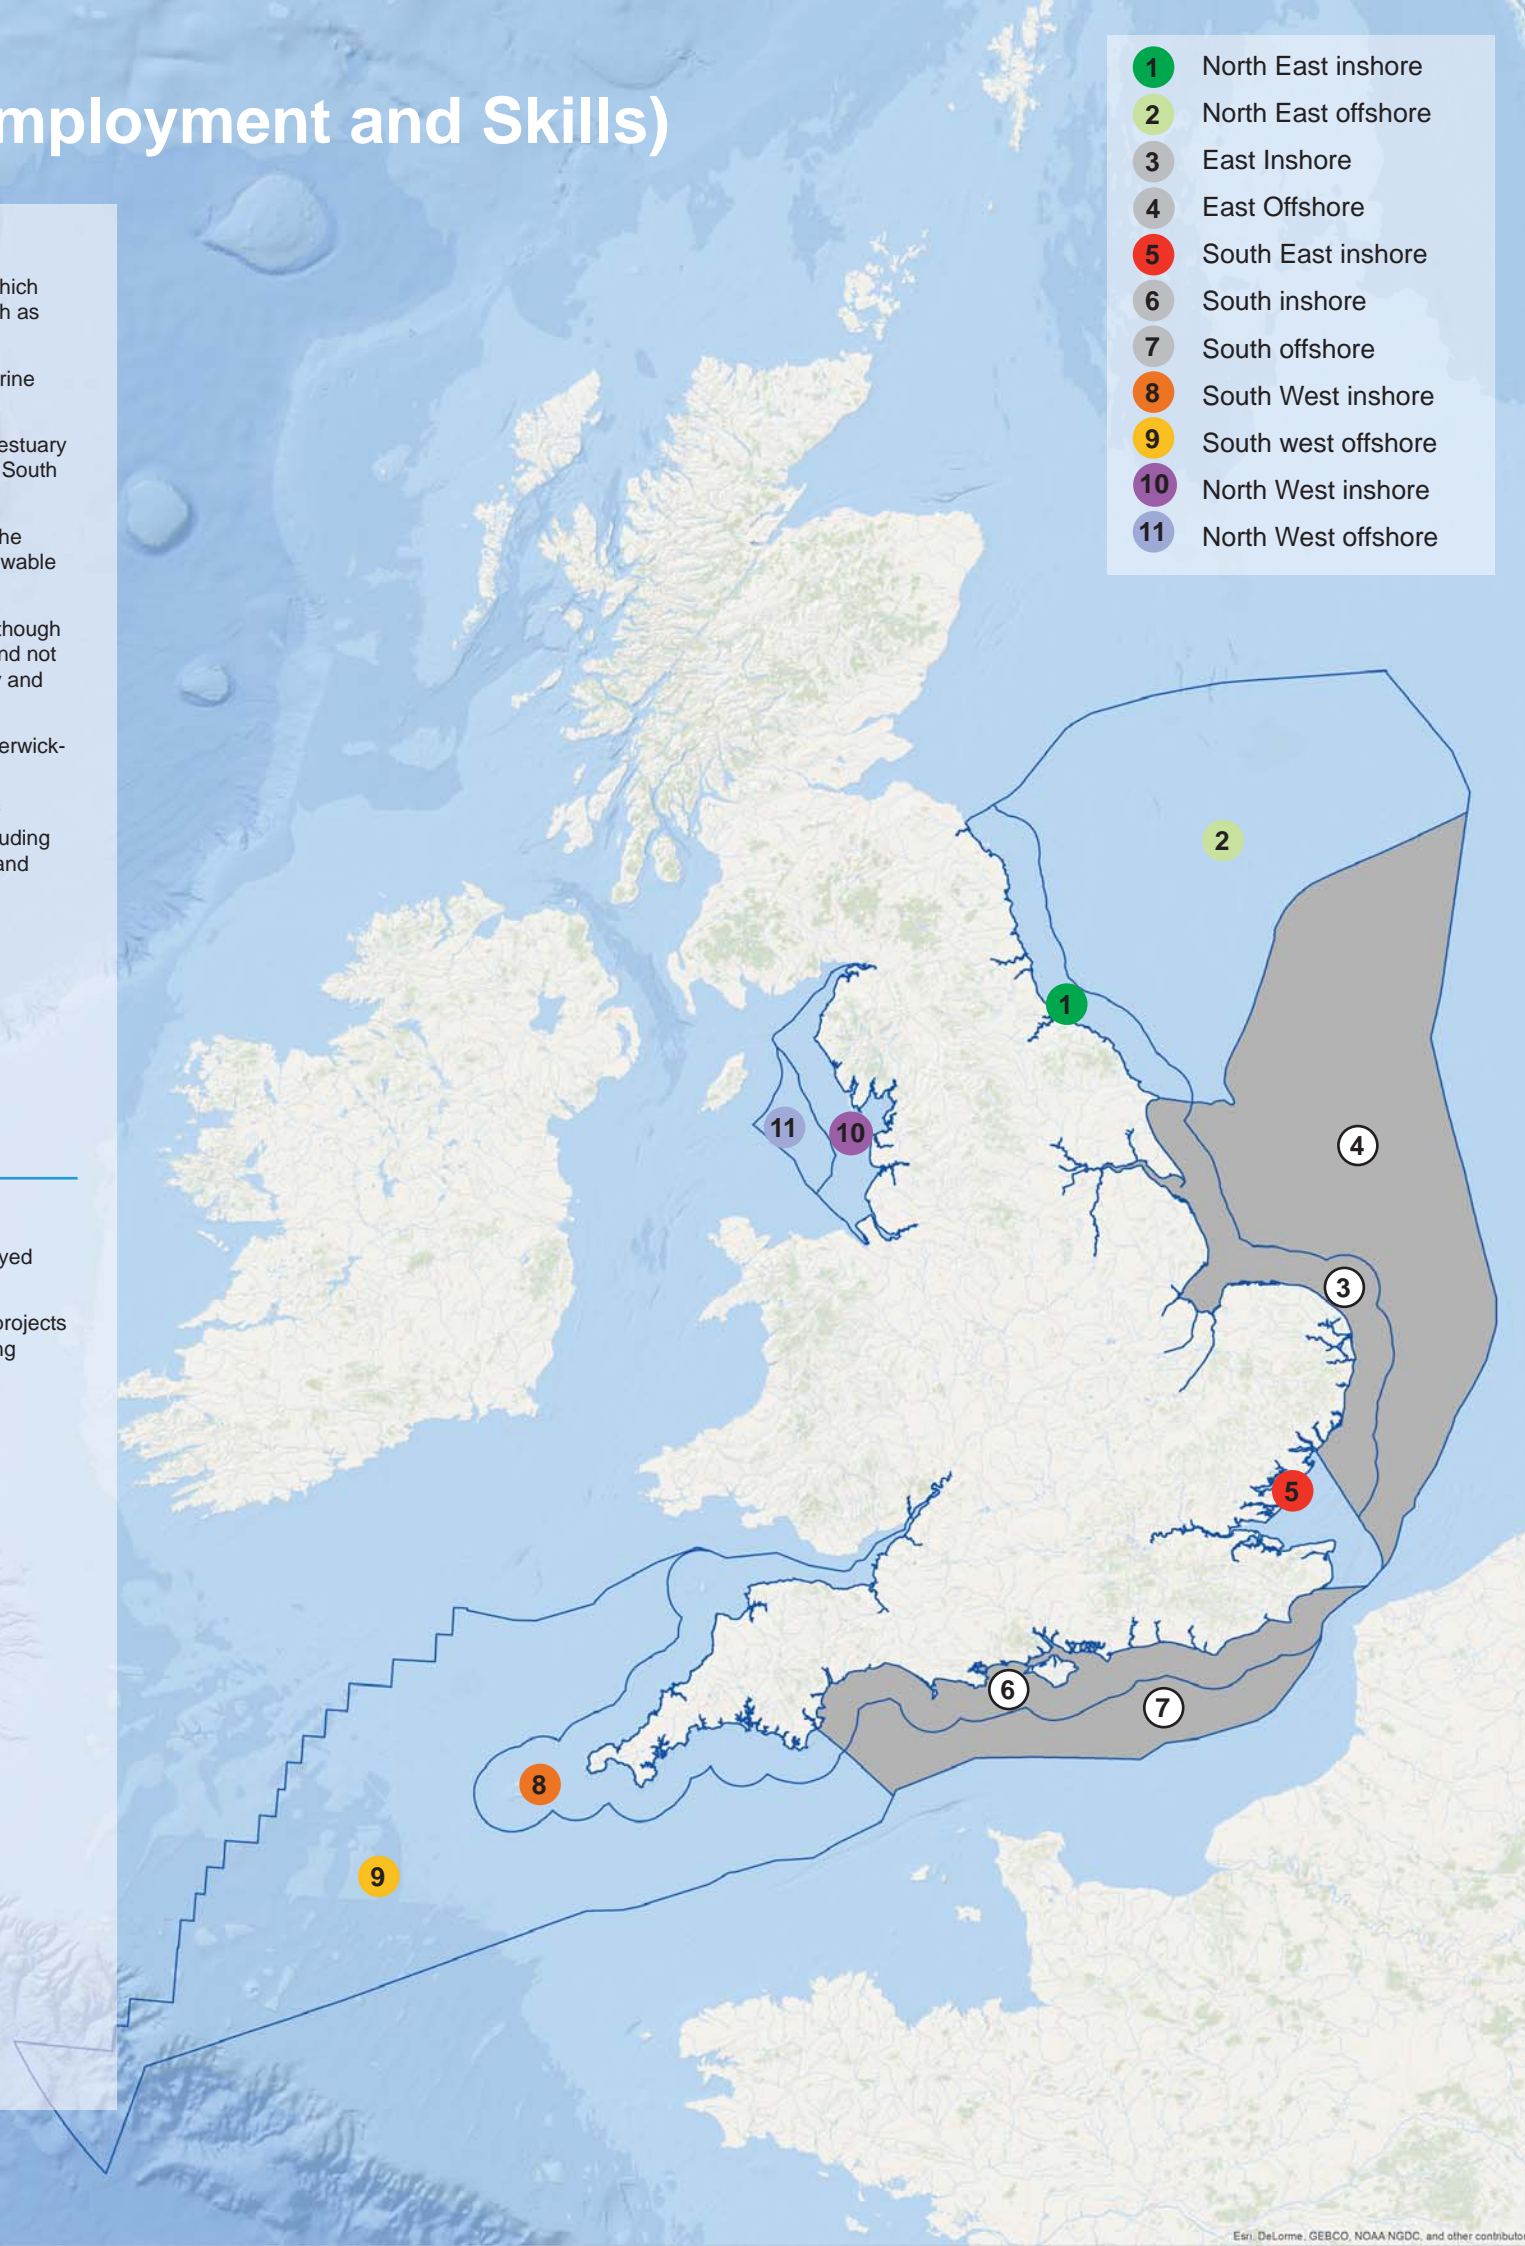 mployment and Skills)
hich
h as
rine
estuary
South
he
wable
though
nd not
and
erwick-
uding
and
yed
projects
ng
1 North East inshore
2 North East offshore
3 East Inshore
4 East Offshore
5 South East inshore
6 South inshore
7 South offshore
8 South West inshore
9 South west offshore
10 North West inshore
11 North West offshore
2
1
11
10
4
3
5
6
7
8
9
Esri, DeLorme, GEBCO, NOAA NGDC, and other contributor